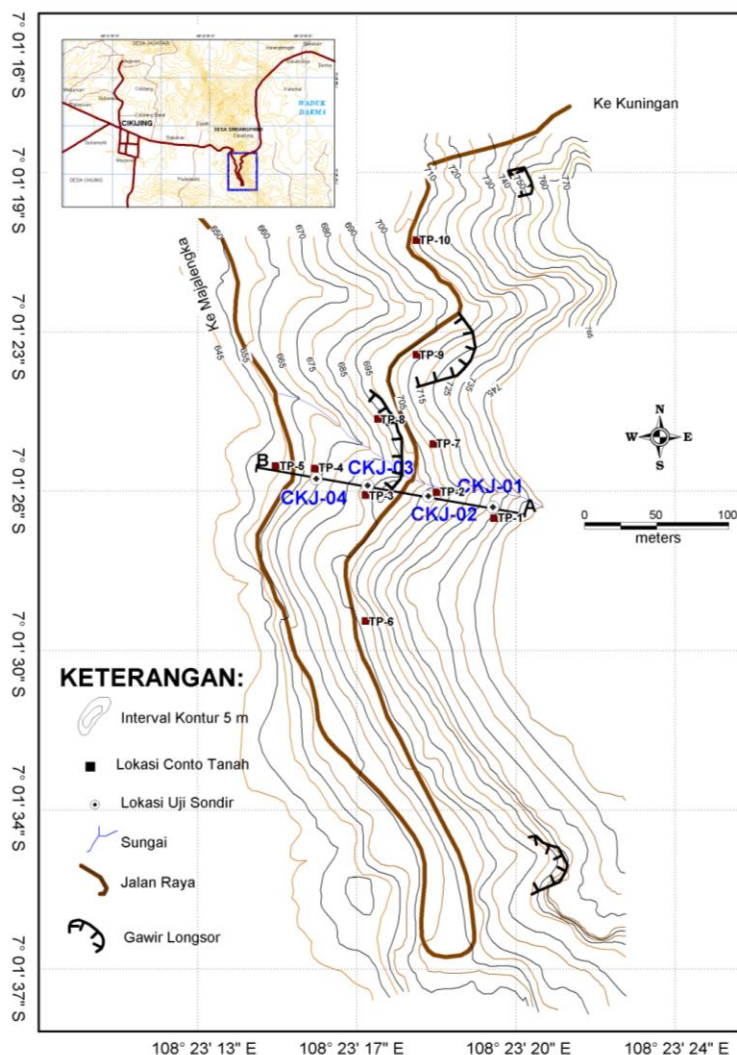 7° 01' 16" S
7° 01' 19" S
7° 01' 23" S
7° 01' 26" S
7° 01' 30" S
7° 01' 34" S
7° 01' 37" S
CIKIJING
WADUK
DARMA
Ke Kuningan
Ke Majalengka
710
720
730
740
750
760
770
785
650
660
670
680
690
700
645
655
665
675
685
695
705
715
725
735
745
TP-10
TP-9
TP-8
TP-7
B
TP-5
TP-4
CKJ-03
TP-2
CKJ-01
CKJ-04
TP-3
CKJ-02
TP-1
A
TP-6
N
W E
S
0 50 100
meters
KETERANGAN:
Interval Kontur 5 m
Lokasi Conto Tanah
Lokasi Uji Sondir
Sungai
Jalan Raya
Gawir Longsor
108° 23' 13" E
108° 23' 17" E
108° 23' 20" E
108° 23' 24" E